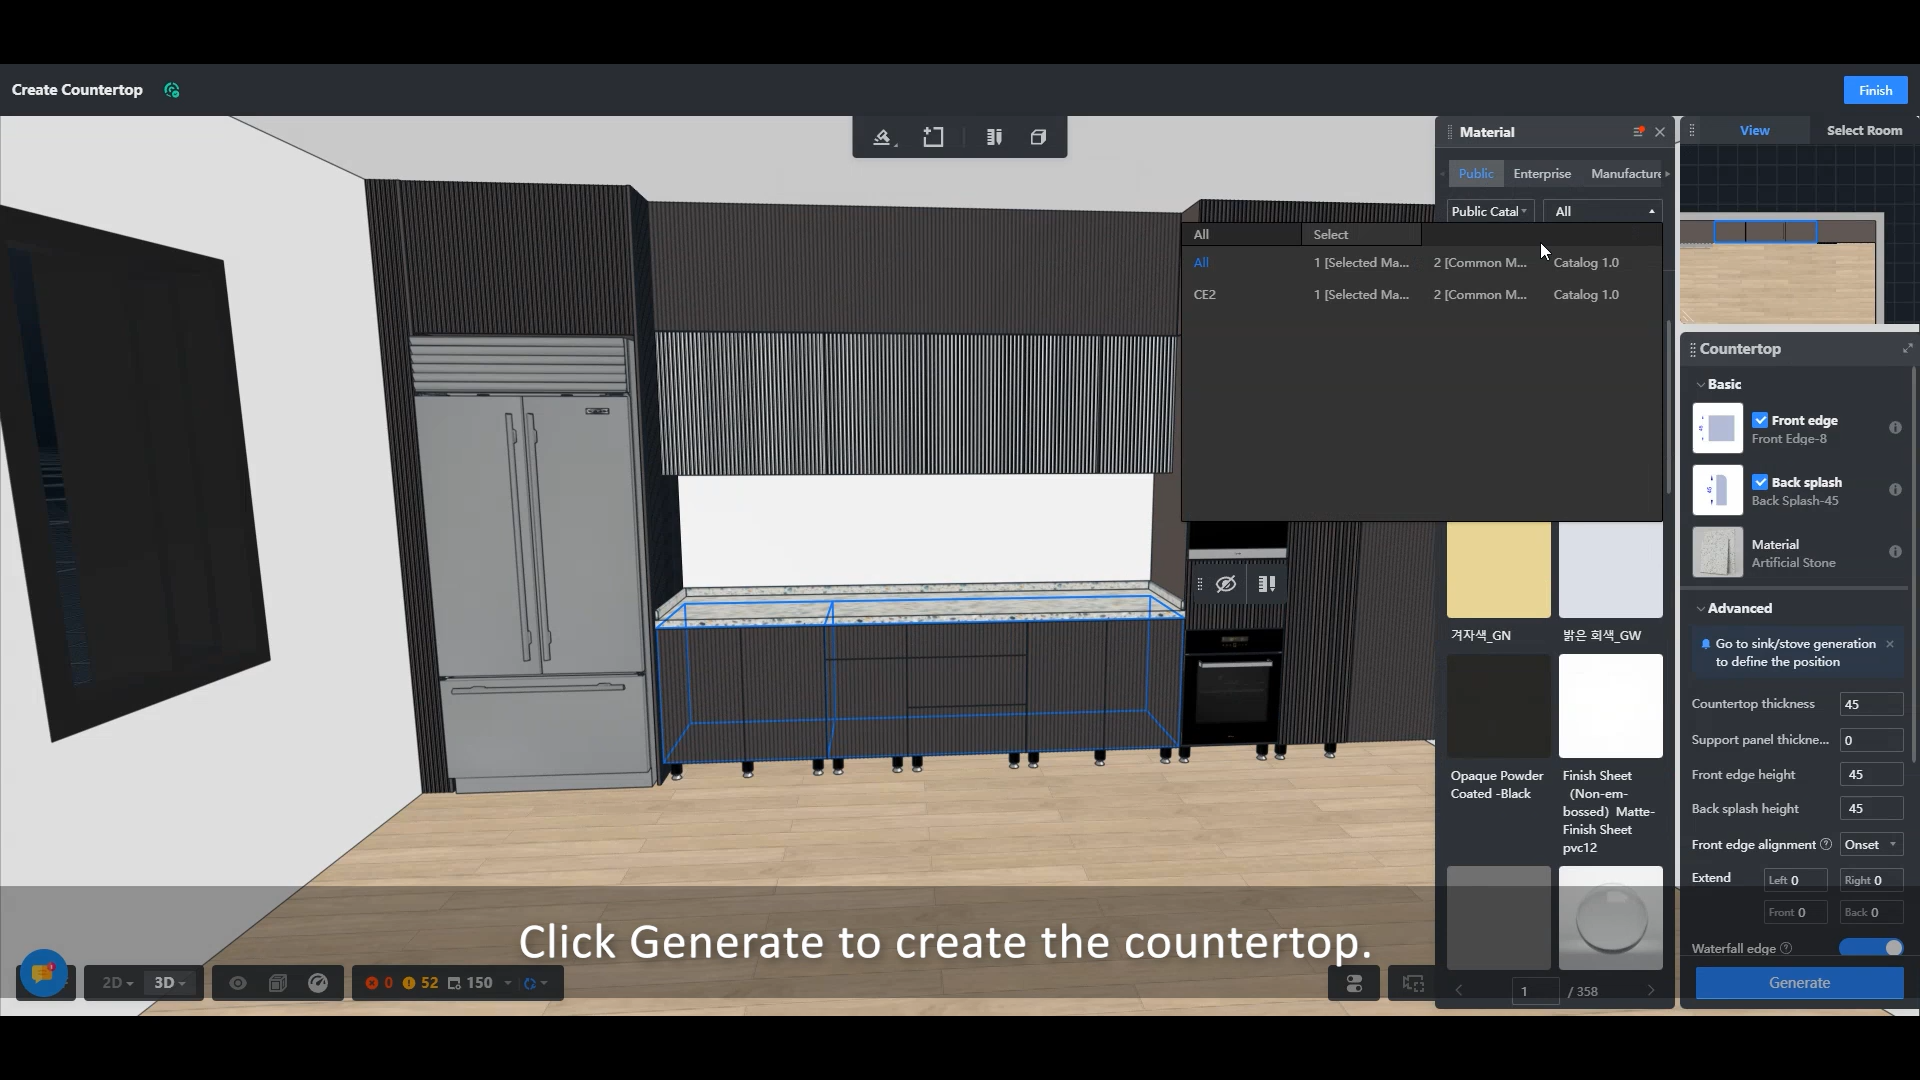 Create Countertop
Finish
Material
View
Select Room
Public
Enterprise
Manufacture
Public Catal
All
All
Select
All
1 [Selected Ma...
2 [Common M...
Catalog 1.0
CE2
1 [Selected Ma...
2 [Common M...
Catalog 1.0
겨자색_GN
밝은 회색_GW
Opaque Powder
Coated -Black
Finish Sheet
(Non-em-
bossed) Matte-
Finish Sheet
pvc12
1
/ 358
Countertop
Basic
Front edge
Front Edge-8
Back splash
Back Splash-45
Material
Artificial Stone
Advanced
Go to sink/stove generation
to define the position
Countertop thickness
45
Support panel thickne...
0
Front edge height
45
Back splash height
45
Front edge alignment
Onset
Extend
Left 0
Right 0
Front 0
Back 0
Waterfall edge
Generate
Click Generate to create the countertop.
2D
3D
0
52
150